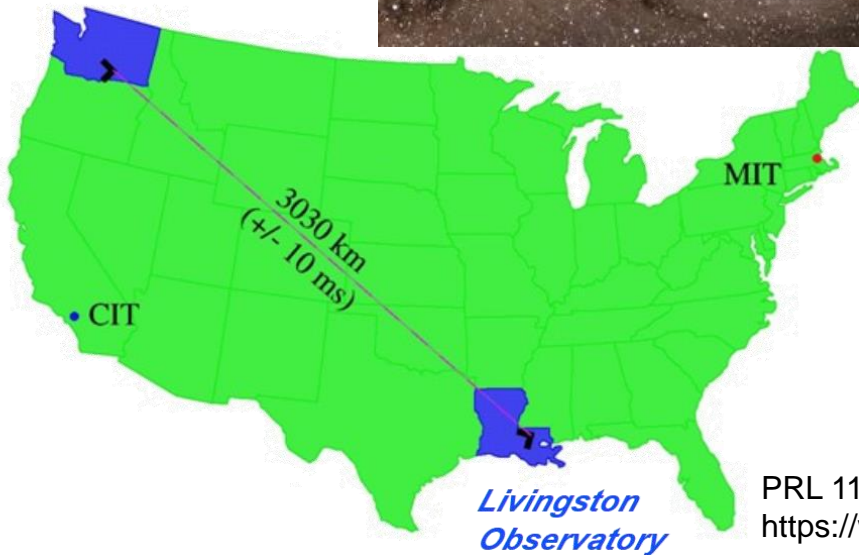 3030 km
(+/- 10 ms)
MIT
CIT
Livingston
Observatory
PRL 11
https://